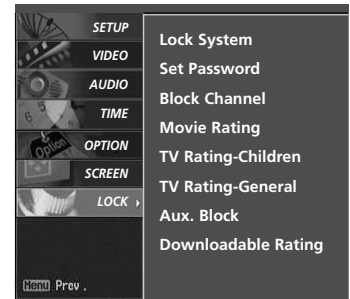 SETUP
VIDEO
AUDIO
TIME
OPTION
SCREEN
LOCK
Lock System
Set Password
Block Channel
Movie Rating
TV Rating-Children
TV Rating-General
Aux. Block
Downloadable Rating
Option
Menu Prev.